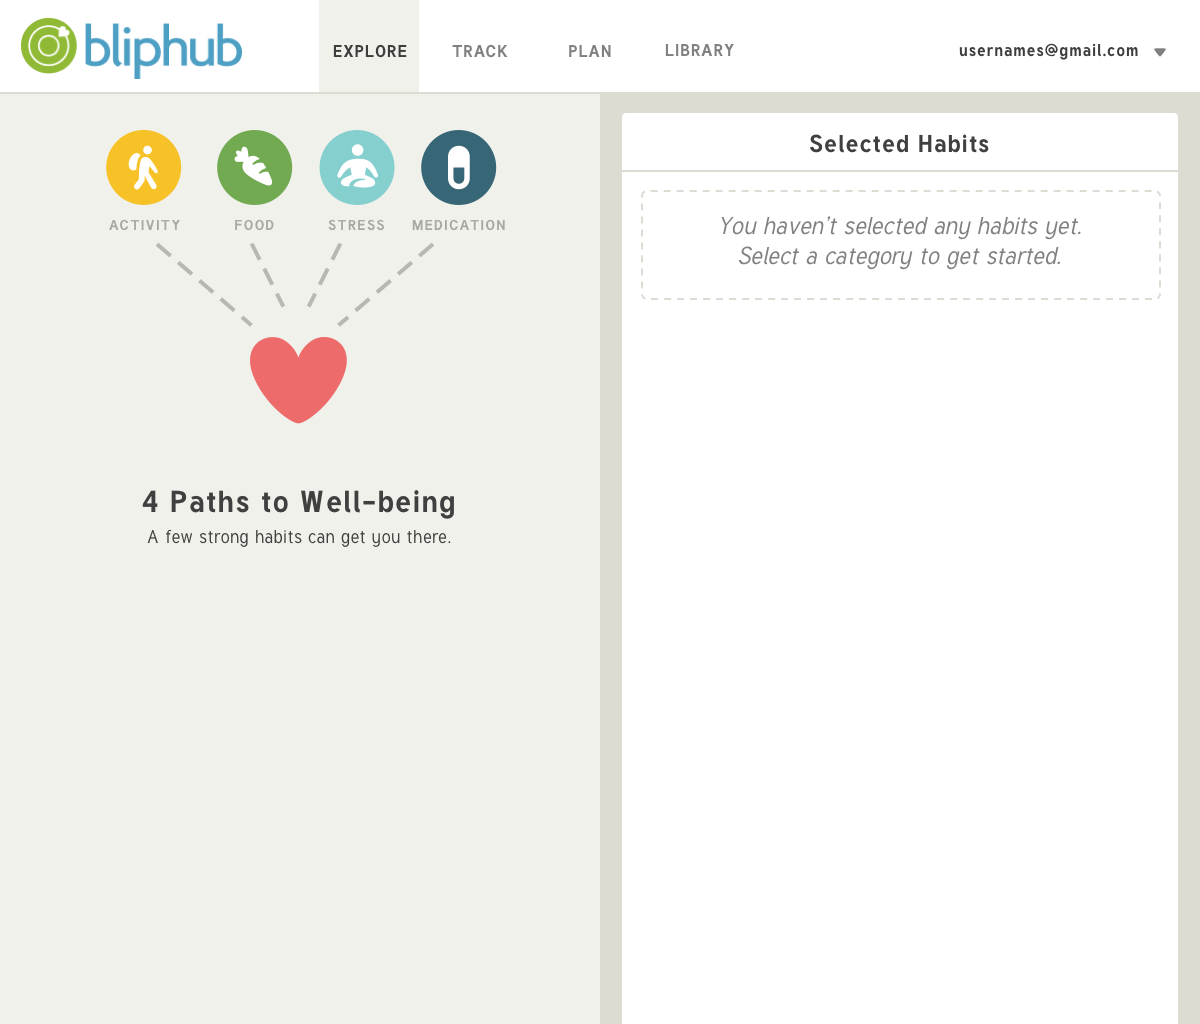 bliphub
EXPLORE
TRACK
PLAN
LIBRARY
usernames@gmail.com
ACTIVITY
FOOD
STRESS
MEDICATION
4 Paths to Well-being
A few strong habits can get you there.
Selected Habits
You haven't selected any habits yet.
Select a category to get started.